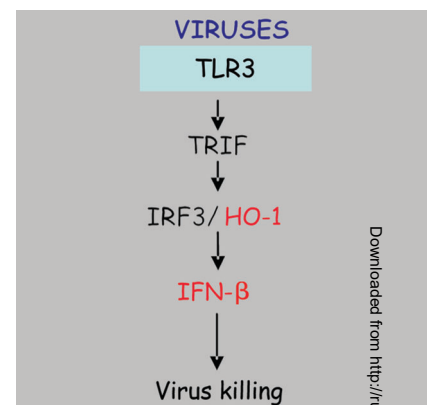 VIRUSES
TLR3
TRIF
IRF3/ HO-1
IFN-β
Virus killing
Downloaded from http://